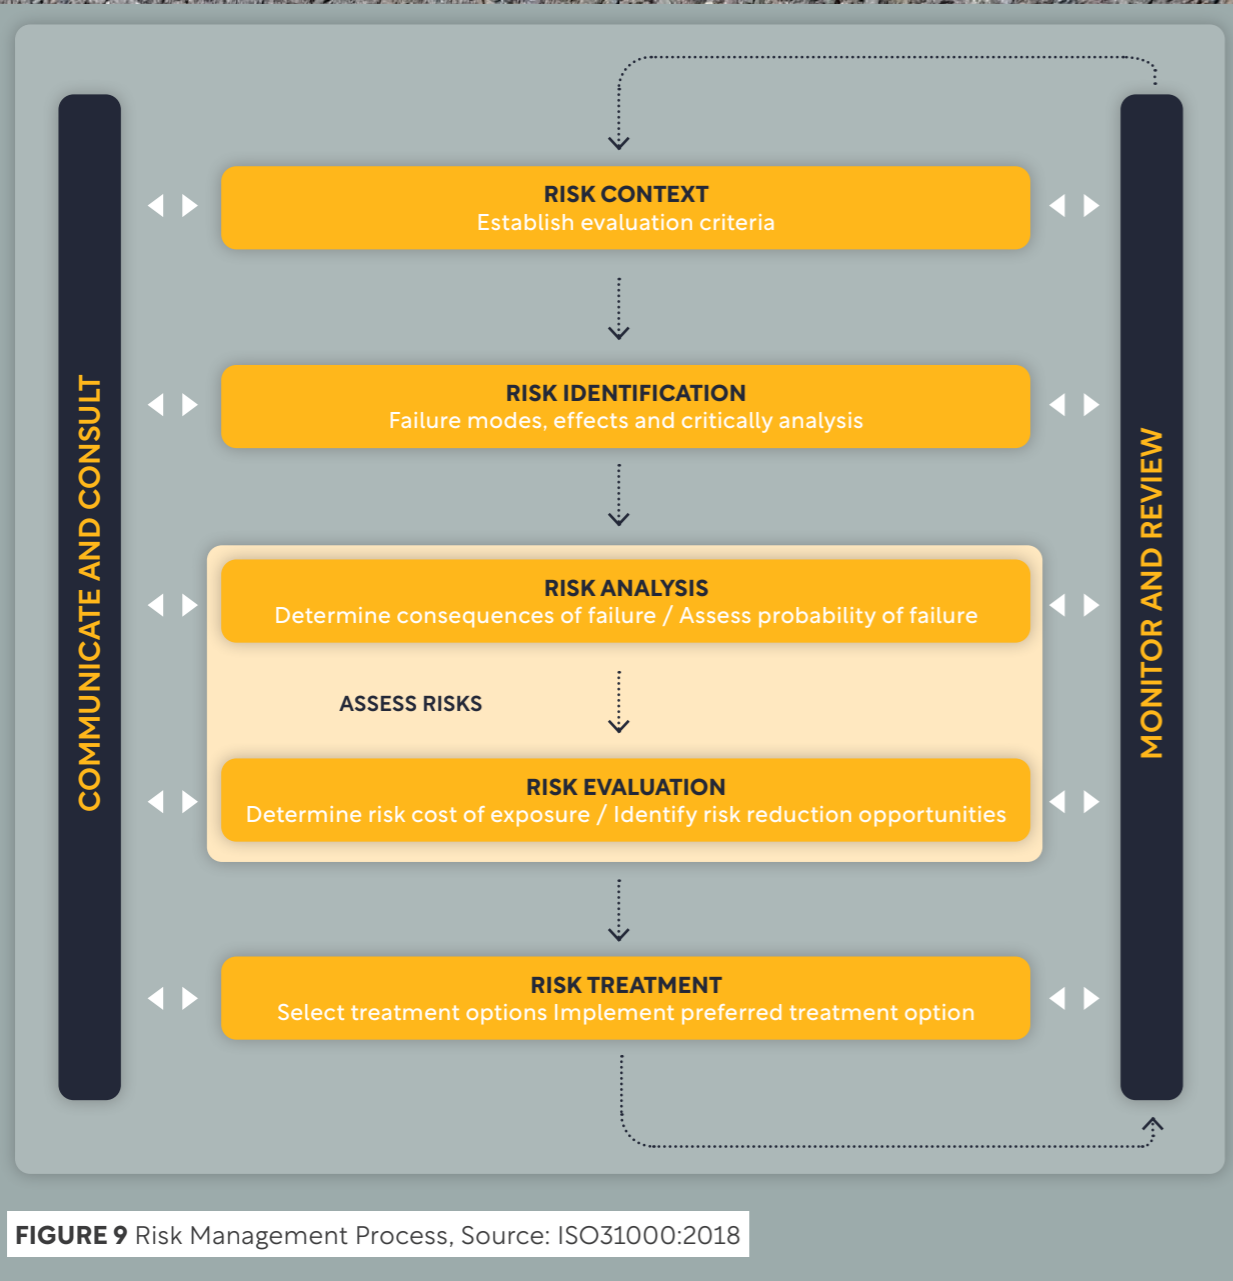 RISK CONTEXT
Establish evaluation criteria
RISK IDENTIFICATION
Failure modes, effects and critically analysis
COMMUNICATE AND CONSULT
MONITOR AND REVIEW
RISK ANALYSIS
Determine consequences of failure / Assess probability of failure
ASSESS RISKS
RISK EVALUATION
Determine risk cost of exposure / Identify risk reduction opportunities
RISK TREATMENT
Select treatment options Implement preferred treatment option
FIGURE 9 Risk Management Process, Source: ISO31000:2018